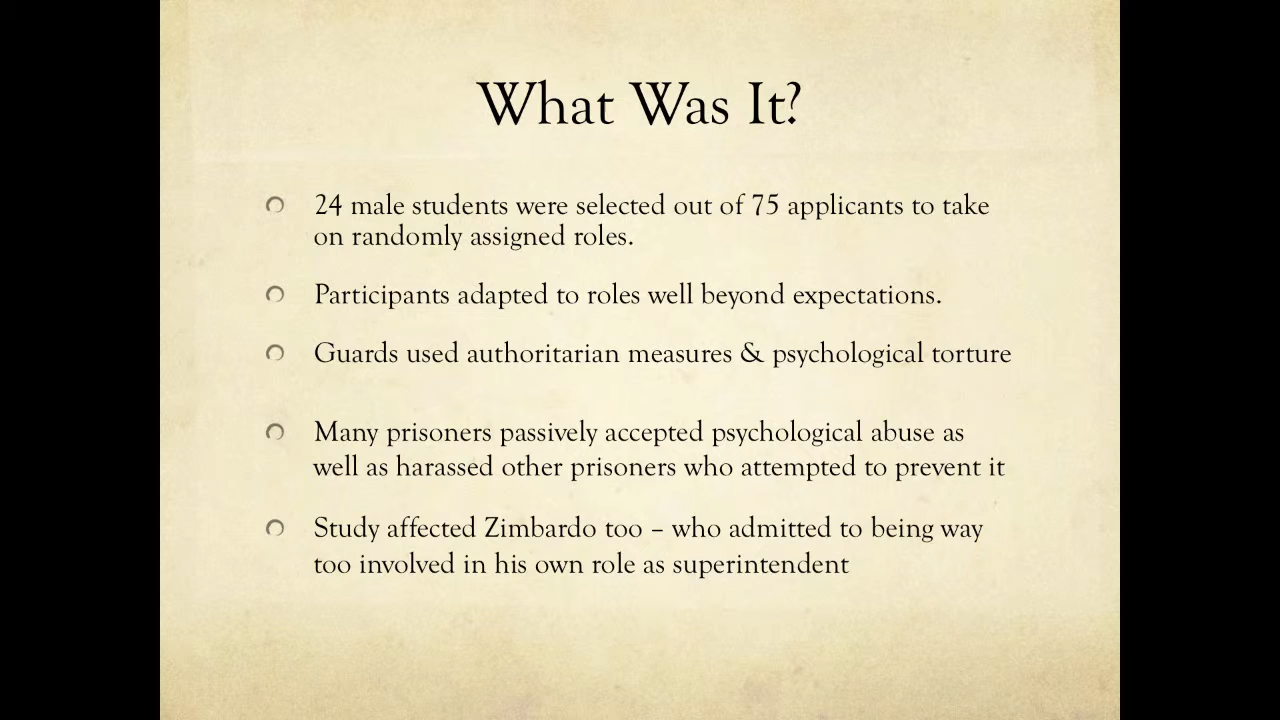 What Was It?
24 male students were selected out of 75 applicants to take
on randomly assigned roles.
Participants adapted to roles well beyond expectations.
Guards used authoritarian measures & psychological torture
Many prisoners passively accepted psychological abuse as
well as harassed other prisoners who attempted to prevent it
Study affected Zimbardo too – who admitted to being way
too involved in his own role as superintendent